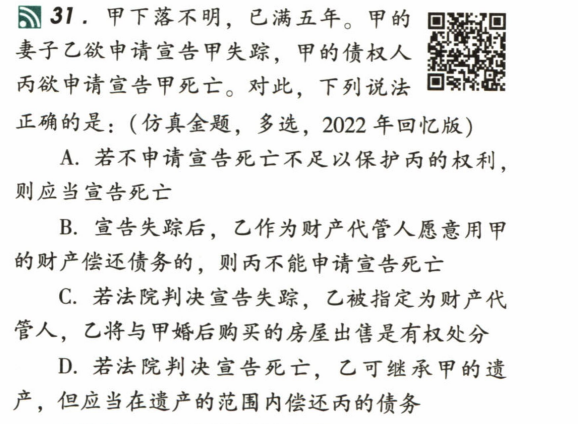 31. 甲下落不明，已满五年。甲的
妻子乙欲申请宣告甲失踪，甲的债权人
丙欲申请宣告甲死亡。对此，下列说法
正确的是：(仿真金题，多选，2022年回忆版)
A. 若不申请宣告死亡不足以保护丙的权利，
则应当宣告死亡
B. 宣告失踪后，乙作为财产代管人愿意用甲
的财产偿还债务的，则丙不能申请宣告死亡
C. 若法院判决宣告失踪，乙被指定为财产代
管人，乙将与甲婚后购买的房屋出售是有权处分
D. 若法院判决宣告死亡，乙可继承甲的遗
产，但应当在遗产的范围内偿还丙的债务